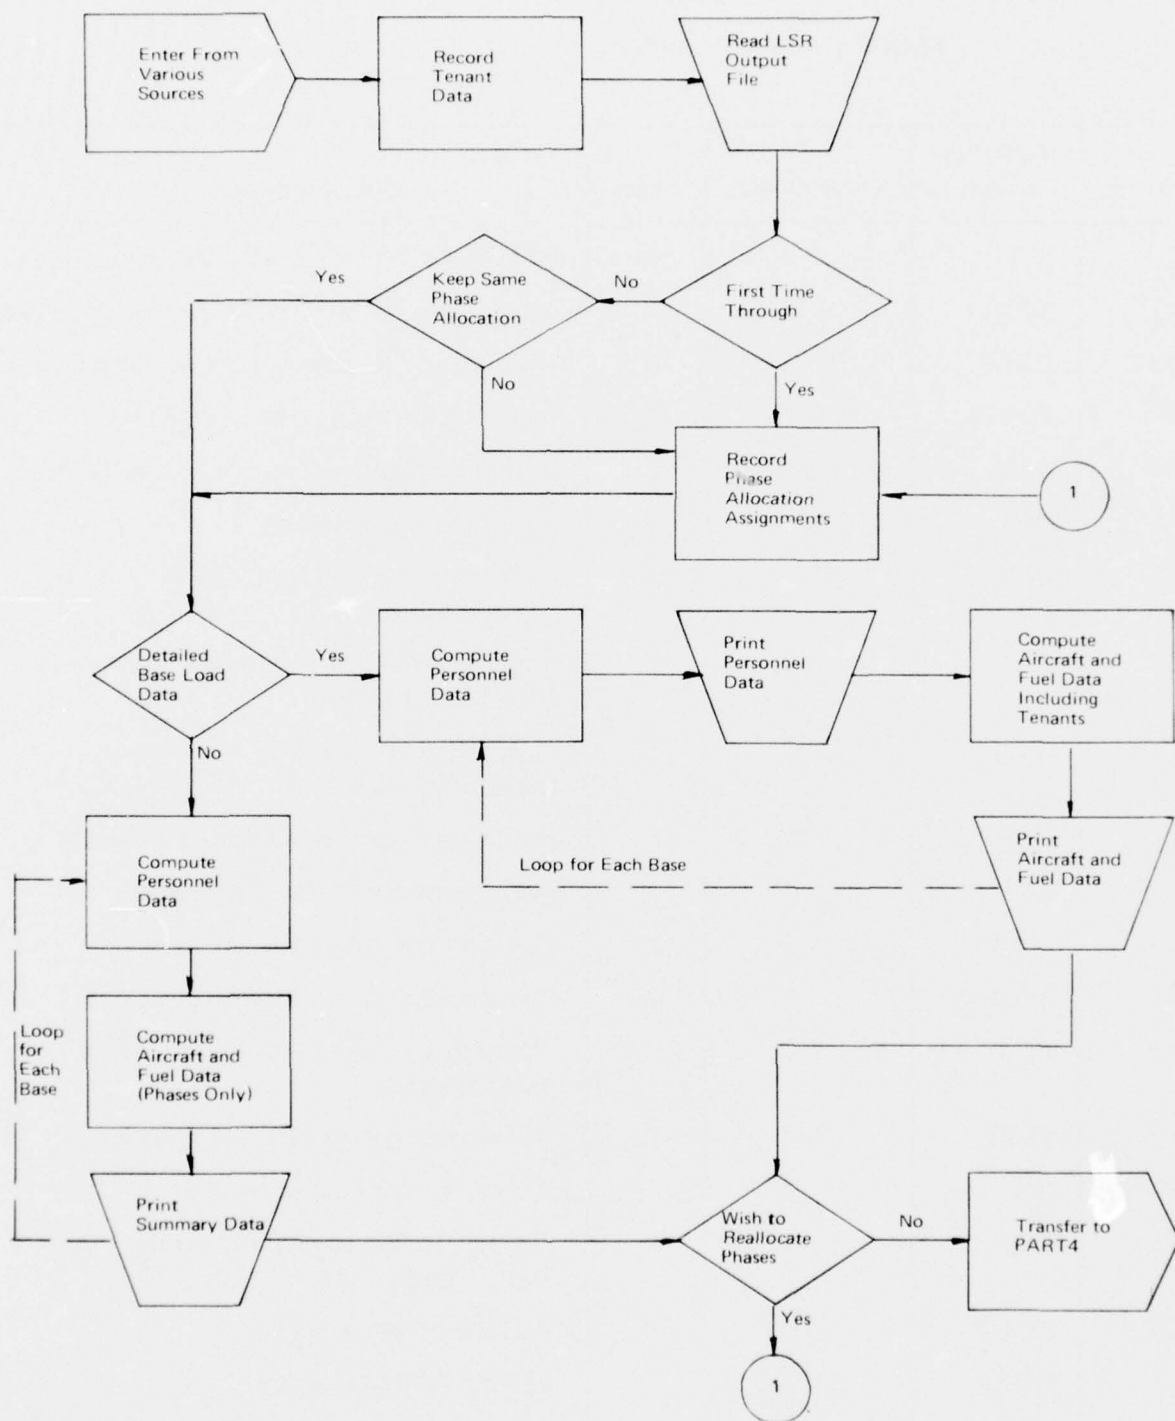 Enter From
Various
Sources
Record
Tenant
Data
Read LSR
Output
File
Yes
Keep Same
Phase
Allocation
No
First Time
Through
No
Yes
Record
Phase
Allocation
Assignments
1
Detailed
Base Load
Data
Yes
Compute
Personnel
Data
Print
Personnel
Data
Compute
Aircraft and
Fuel Data
Including
Tenants
No
Loop for Each Base
Print
Aircraft and
Fuel Data
Compute
Personnel
Data
Loop
for
Each
Base
Compute
Aircraft and
Fuel Data
(Phases Only)
Print
Summary Data
Wish to
Reallocate
Phases
No
Transfer to
PART4
Yes
1